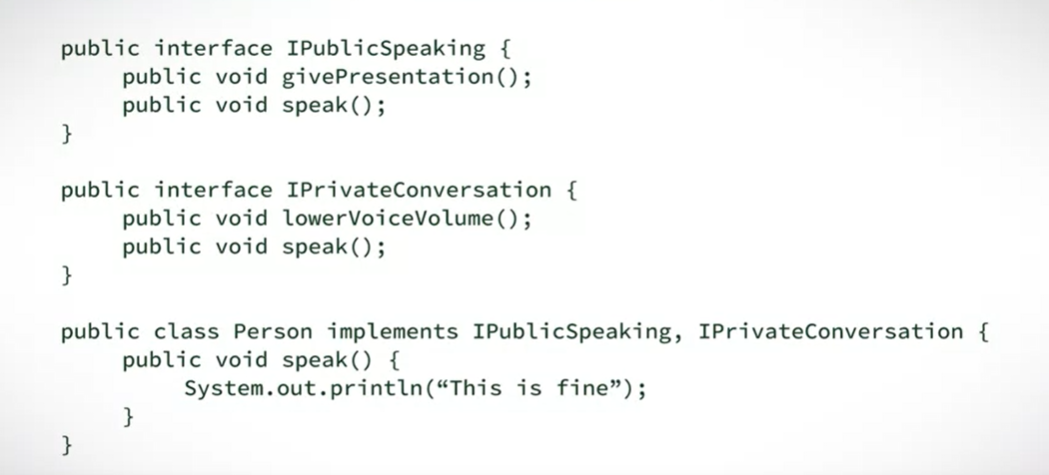 public interface IPublicSpeaking {
public void givePresentation();
public void speak();
}
public interface IPrivateConversation {
public void lowerVoiceVolume();
public void speak();
}
public class Person implements IPublicSpeaking, IPrivateConversation {
public void speak() {
System.out.println(“This is fine”);
}
}